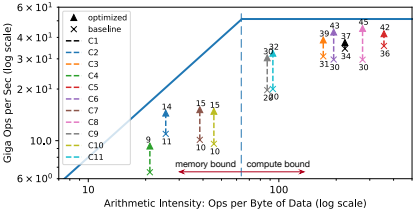 6 × 10¹
4 × 10¹
3 × 10¹
2 × 10¹
10.0
6 × 10⁰
Giga Ops per Sec (log scale)
optimized
baseline
C1
C2
C3
C4
C5
C6
C7
C8
C9
C10
C11
9
14
11
15
10
15
10
30
20
32
20
39
31
43
30
37
34
45
30
42
36
memory bound
compute bound
10
100
Arithmetic Intensity: Ops per Byte of Data (log scale)